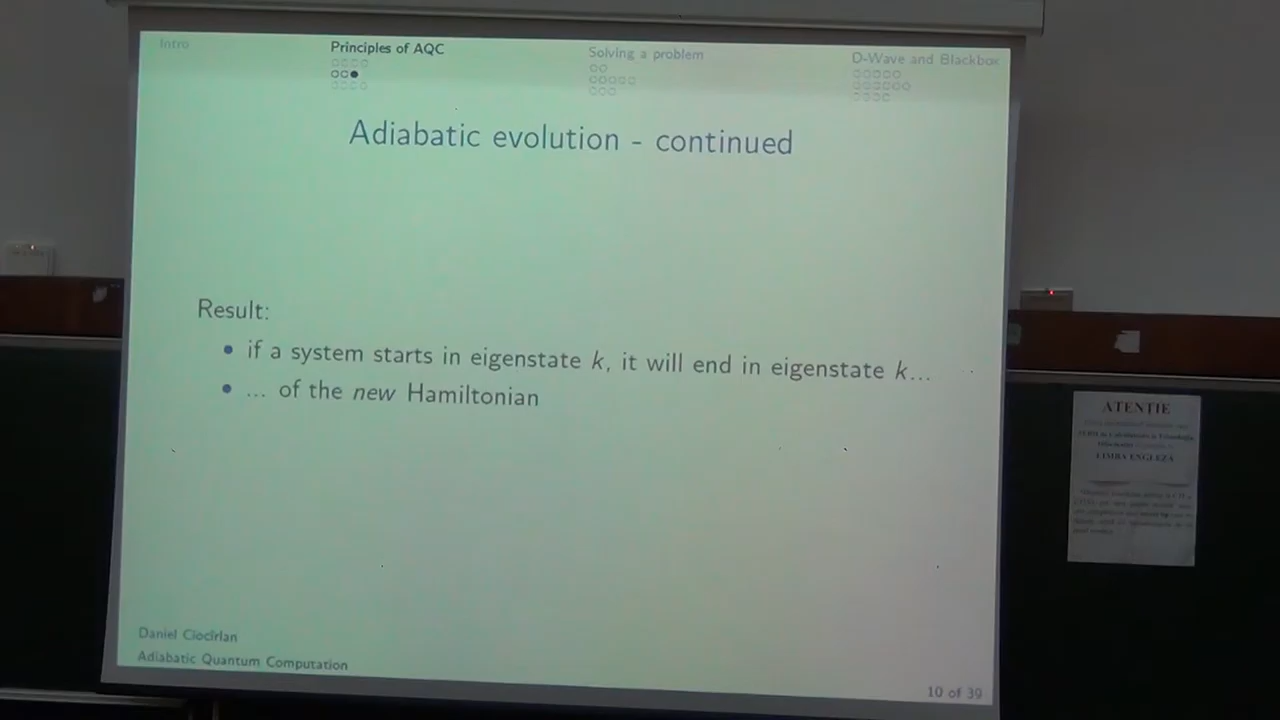 Intro
Principles of AQC
Solving a problem
D-Wave and Blackbox
Adiabatic evolution - continued
Result:
• if a system starts in eigenstate k, it will end in eigenstate k...
• ... of the new Hamiltonian
Daniel Ciocîrlan
Adiabatic Quantum Computation
10 of 39
ATENTIE
LIMBA ENGLEZA